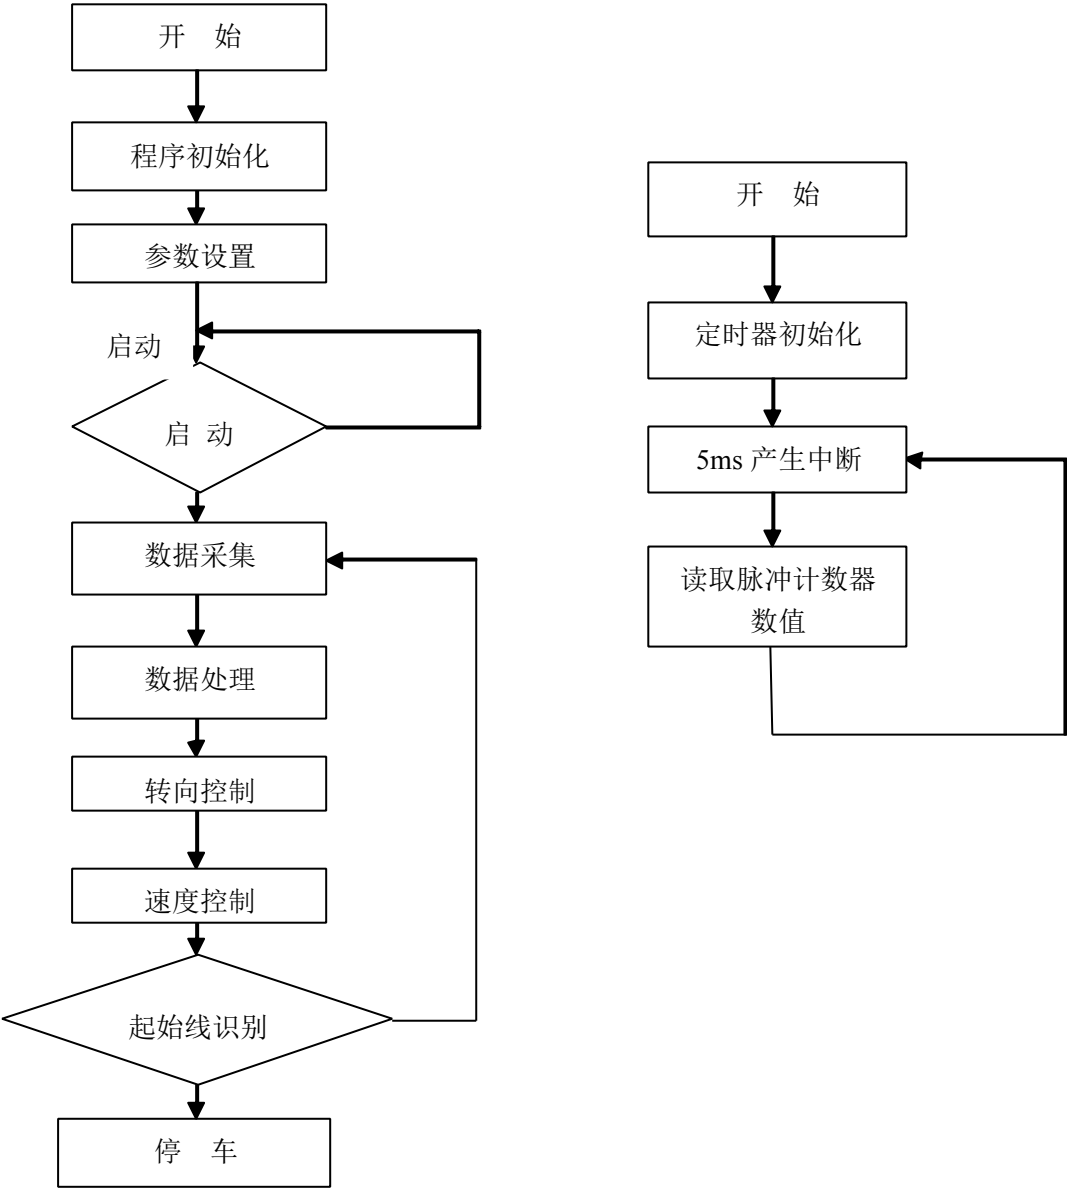 开 始
程序初始化
参数设置
启动
启 动
数据采集
数据处理
转向控制
速度控制
起始线识别
停 车
开 始
定时器初始化
5ms 产生中断
读取脉冲计数器
数值